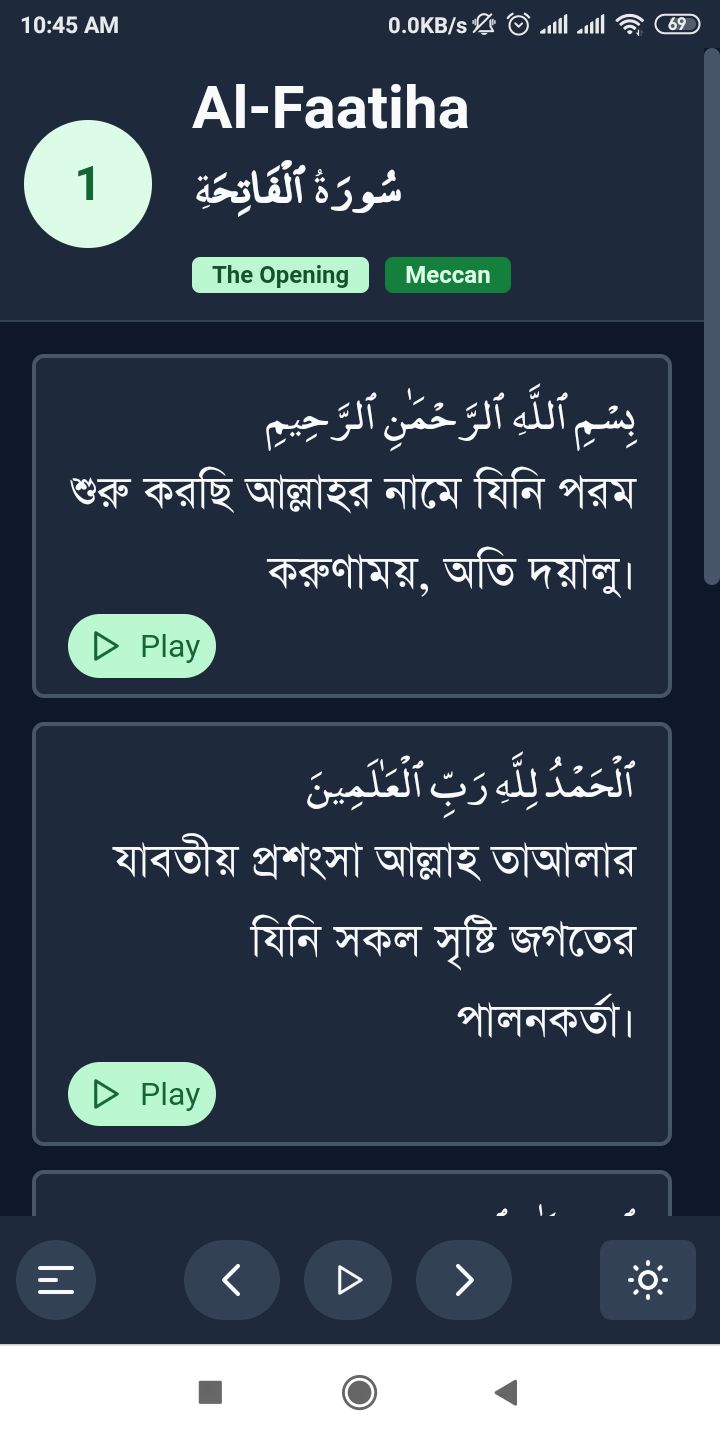 10:45 AM 0.0KB/s 69
Al-Faatiha
1
سُورَةُ ٱلْفَاتِحَةِ
The Opening Meccan
بِسْمِ ٱللَّهِ ٱلرَّحْمَٰنِ ٱلرَّحِيمِ
শুরু করছি আল্লাহর নামে যিনি পরম
করুণাময়, অতি দয়ালু।
Play
ٱلْحَمْدُ لِلَّهِ رَبِّ ٱلْعَٰلَمِينَ
যাবতীয় প্রশংসা আল্লাহ তাআলার
যিনি সকল সৃষ্টি জগতের
পালনকর্তা।
Play